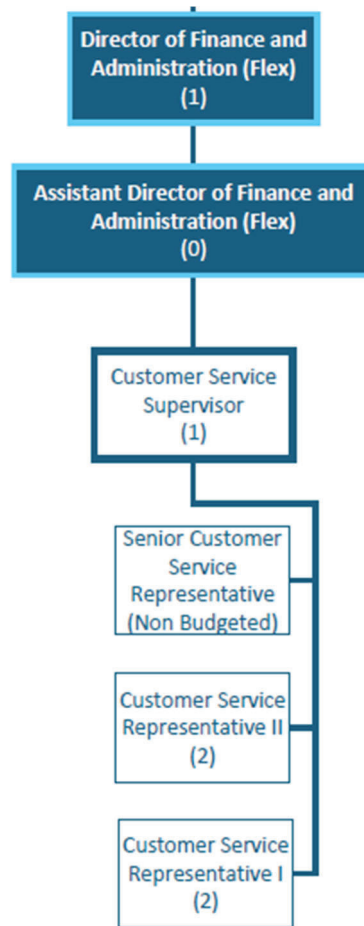 Director of Finance and
Administration (Flex)
(1)
Assistant Director of Finance and
Administration (Flex)
(0)
Customer Service
Supervisor
(1)
Senior Customer
Service
Representative
(Non Budgeted)
Customer Service
Representative II
(2)
Customer Service
Representative I
(2)